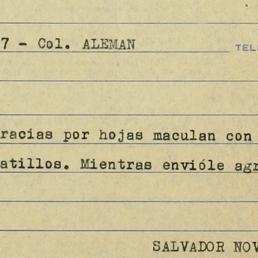 7 - Col. ALEMAN TEL
racias por hojas maculan con
atillos. Mientras envióle agr
SALVADOR NOV